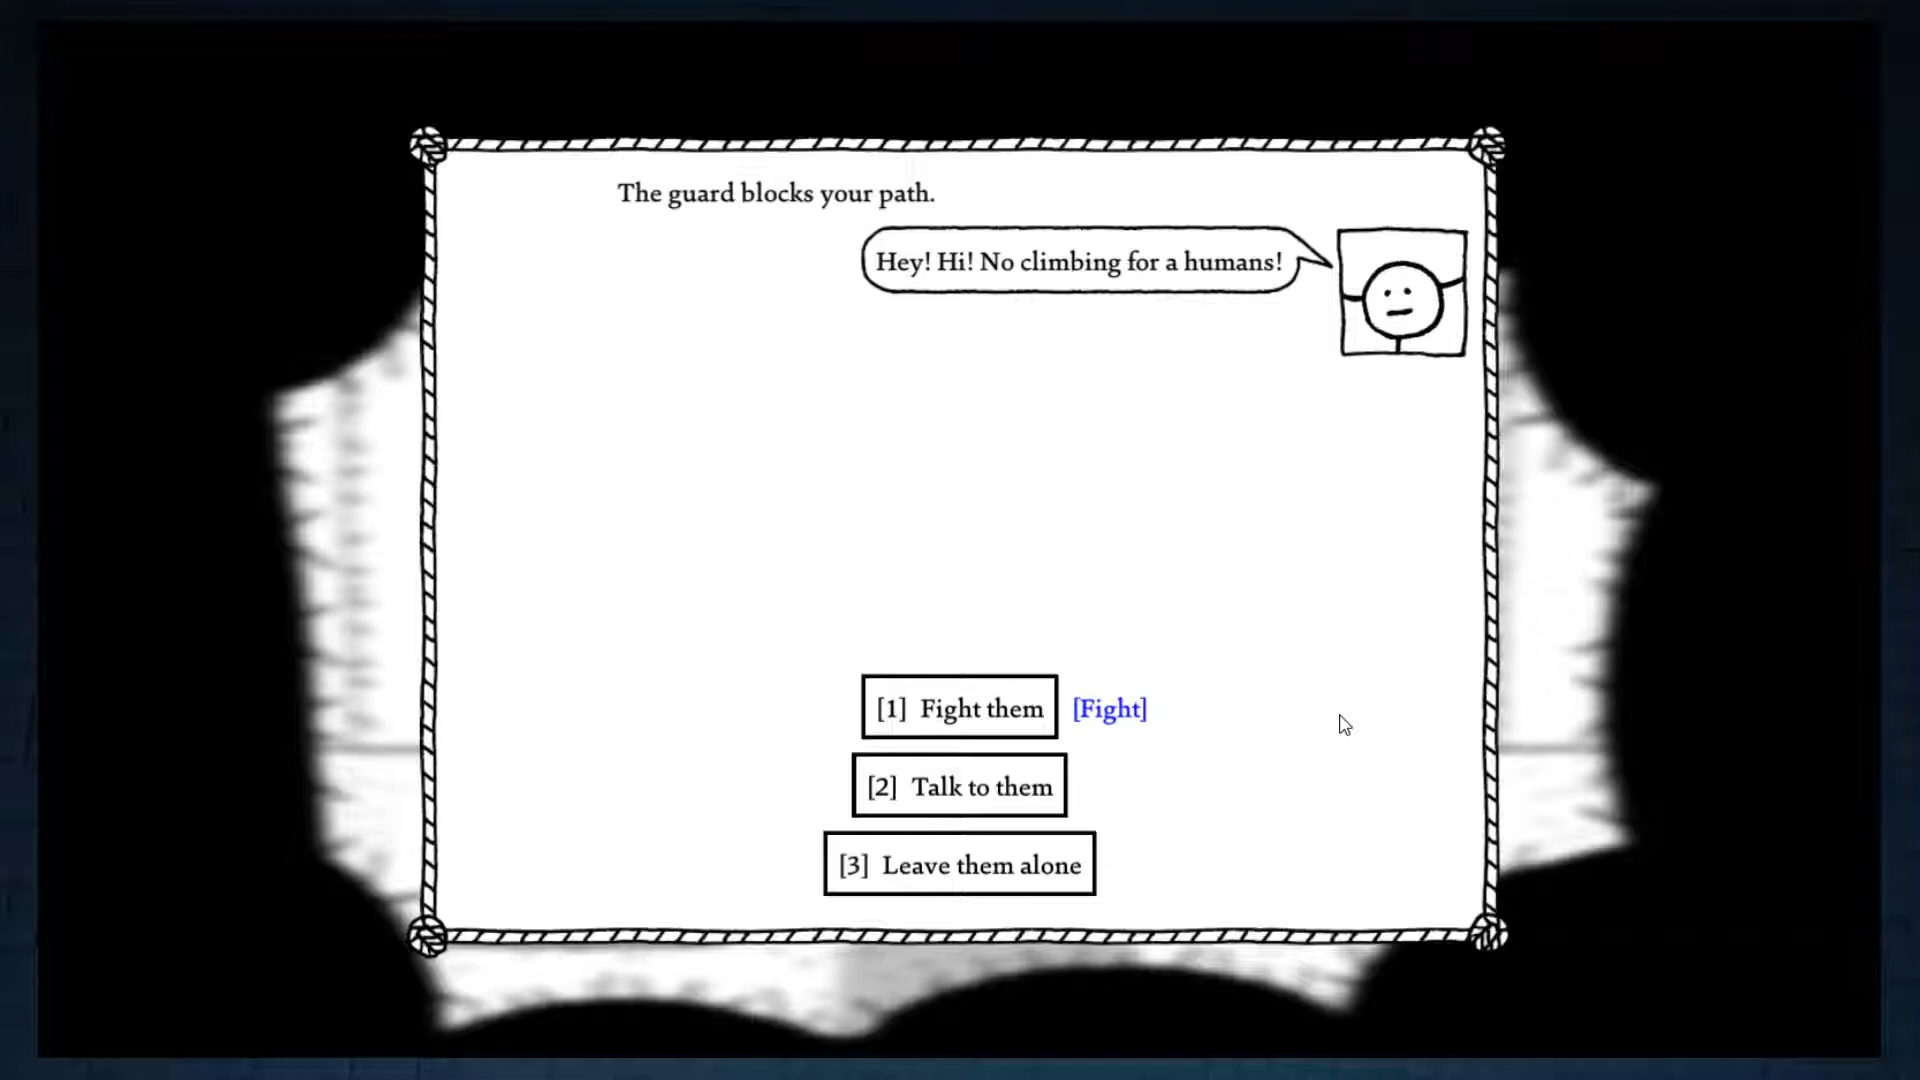 The guard blocks your path.
Hey! Hi! No climbing for a humans!
[1] Fight them [Fight]
[2] Talk to them
[3] Leave them alone